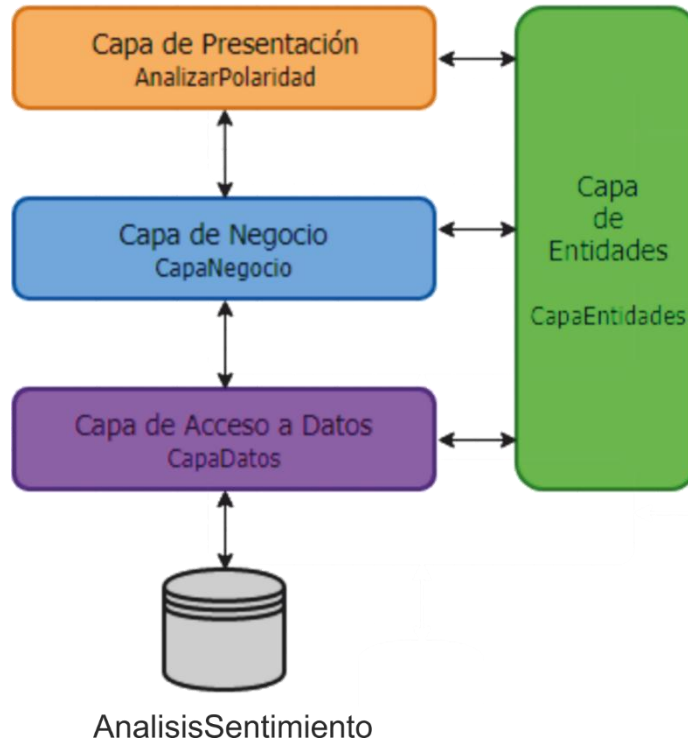 Capa de Presentación
AnalizarPolaridad
Capa de Negocio
CapaNegocio
Capa de Acceso a Datos
CapaDatos
Capa
de
Entidades
CapaEntidades
AnalisisSentimiento